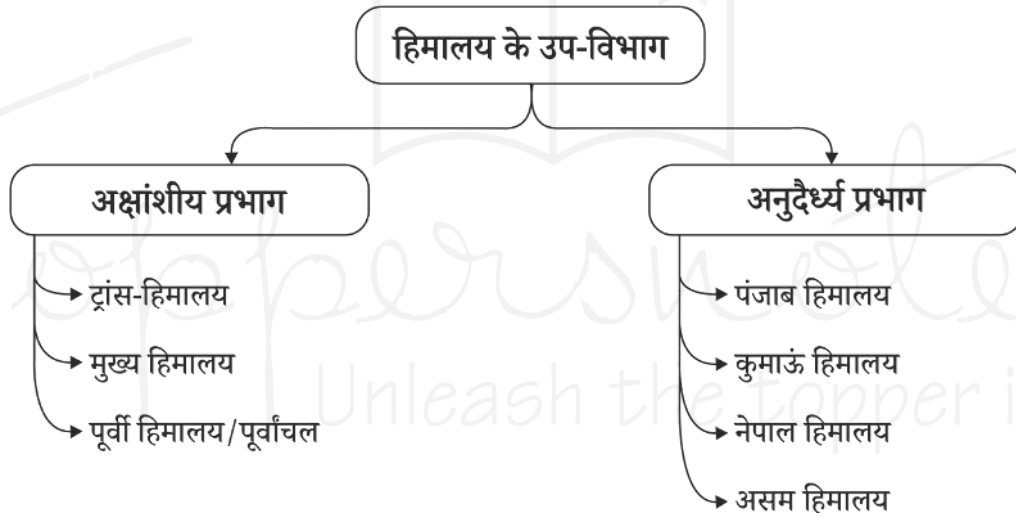 हिमालय के उप-विभाग
अक्षांशीय प्रभाग
ट्रांस-हिमालय
मुख्य हिमालय
पूर्वी हिमालय/पूर्वांचल
अनुदैर्ध्य प्रभाग
पंजाब हिमालय
कुमाऊं हिमालय
नेपाल हिमालय
असम हिमालय
Unleash the topper i